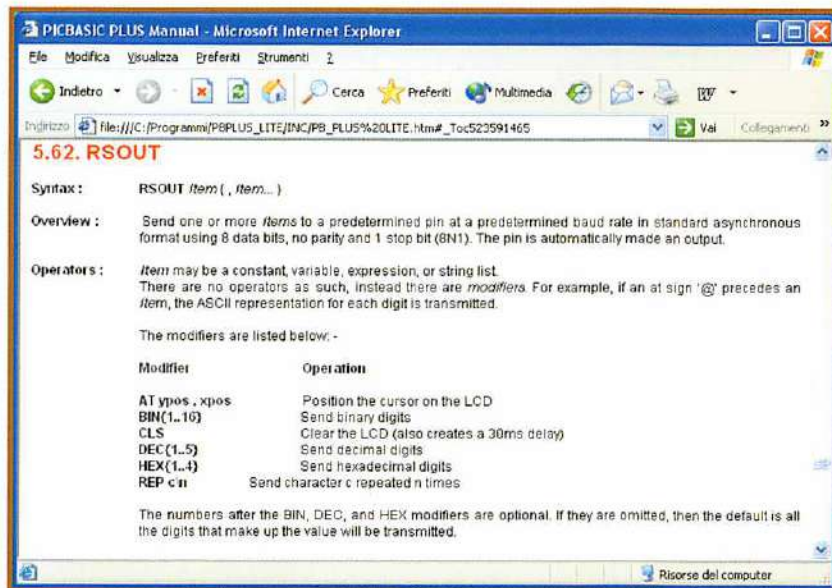 PICBASIC PLUS Manual - Microsoft Internet Explorer
File Modifica Visualizza Preferiti Strumenti ?
Indietro Cerca Preferiti Multimedia
Indirizzo file:///C:/Programmi/PBPLUS_LITE/INC/PB_PLUS%20LITE.htm#_Toc523591465 Vai Collegamenti »
5.62. RSOUT
Syntax : RSOUT Item { , Item... }
Overview : Send one or more Items to a predetermined pin at a predetermined baud rate in standard asynchronous
format using 8 data bits, no parity and 1 stop bit (8N1). The pin is automatically made an output.
Operators : Item may be a constant, variable, expression, or string list.
There are no operators as such, instead there are modifiers. For example, if an at sign '@' precedes an
Item, the ASCII representation for each digit is transmitted.
The modifiers are listed below: -
Modifier Operation
AT ypos , xpos Position the cursor on the LCD
BIN{1..16} Send binary digits
CLS Clear the LCD (also creates a 30ms delay)
DEC{1..5} Send decimal digits
HEX{1..4} Send hexadecimal digits
REP c\n Send character c repeated n times
The numbers after the BIN, DEC, and HEX modifiers are optional. If they are omitted, then the default is all
the digits that make up the value will be transmitted.
Risorse del computer